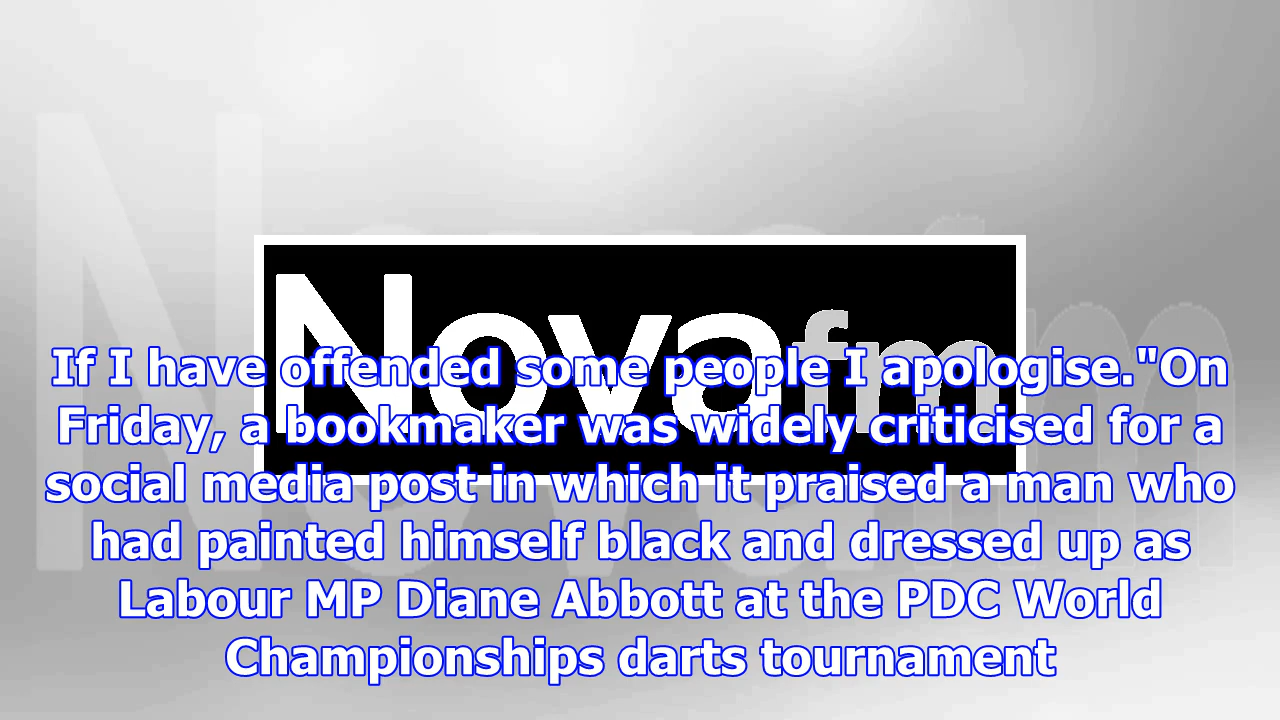 Nova fm
If I have offended some people I apologise."On
Friday, a bookmaker was widely criticised for a
social media post in which it praised a man who
had painted himself black and dressed up as
Labour MP Diane Abbott at the PDC World
Championships darts tournament